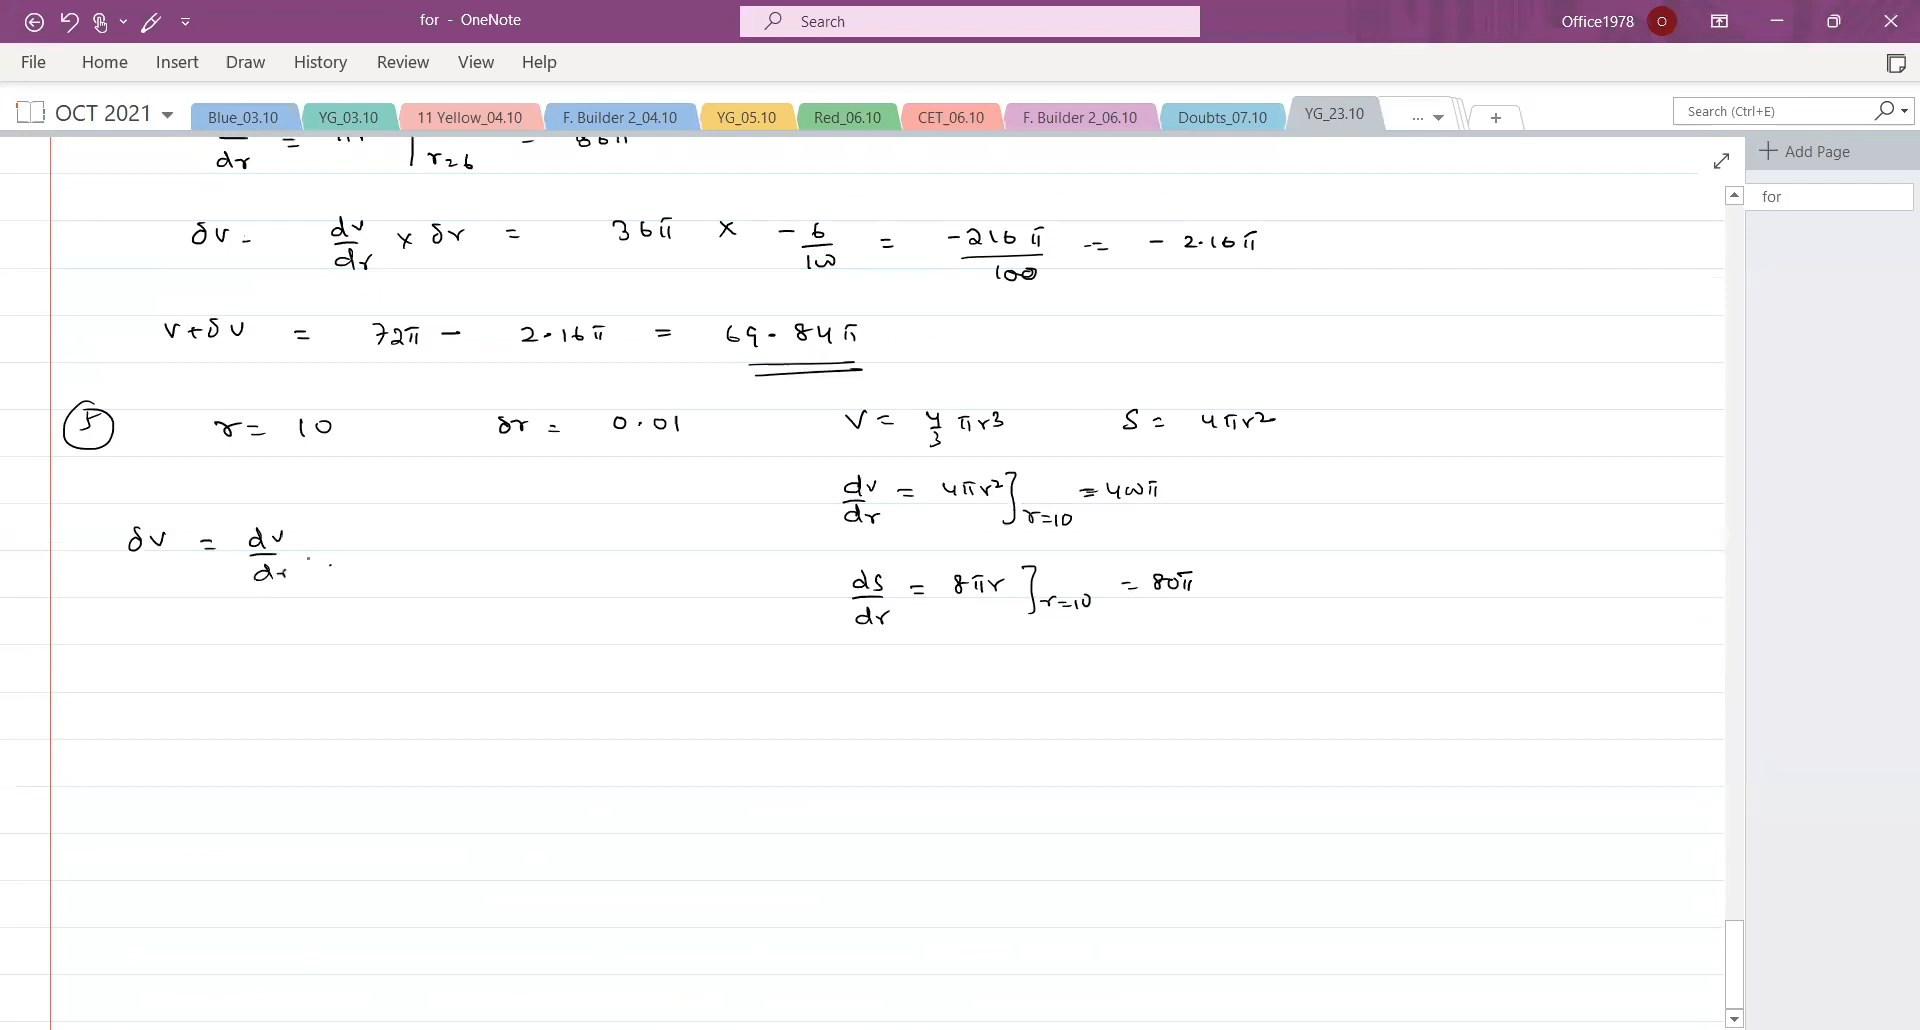 for - OneNote
Search
Office1978 O
File Home Insert Draw History Review View Help
OCT 2021 Blue_03.10 YG_03.10 11 Yellow_04.10 F. Builder 2_04.10 YG_05.10 Red_06.10 CET_06.10 F. Builder 2_06.10 Doubts_07.10 YG_23.10 ... +
Search (Ctrl+E)
Add Page
for
dr = r=6 =
δv = dv/dr × δr = 36π × -6/100 = -216π/100 = -2.16π
v+δv = 72π - 2.16π = 69.84π
5 r = 10 δr = 0.01 V = 4/3 πr3 S = 4πr2
dv/dr = 4πr2]r=10 = 400π
δv = dv/dr
ds/dr = 8πr]r=10 = 80π